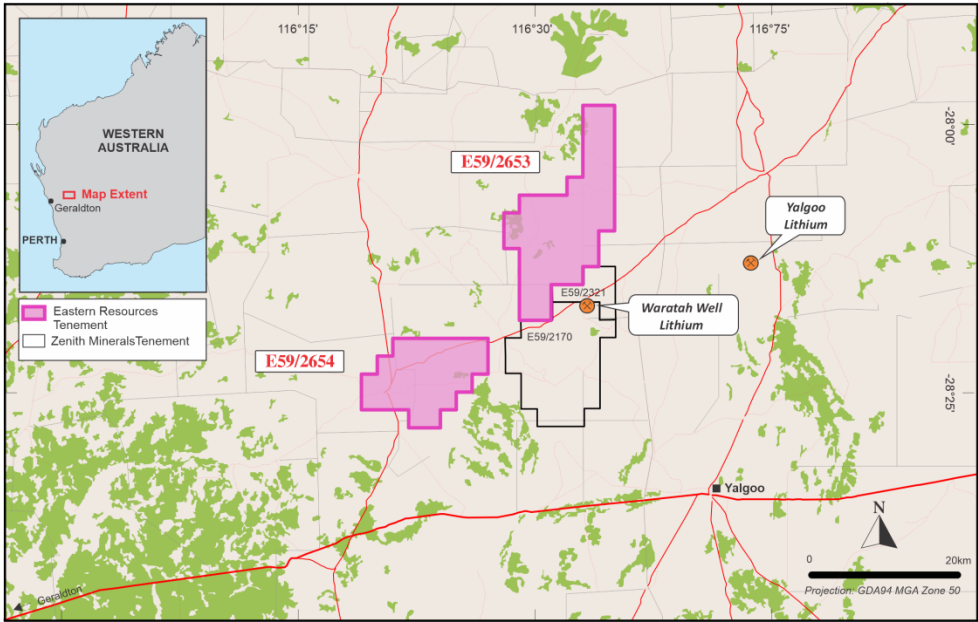 116°15'
116°30'
116°75'
WESTERN
AUSTRALIA
Map Extent
Geraldton
PERTH
-28°00'
E59/2653
Yalgoo
Lithium
E59/2321
Waratah Well
Lithium
E59/2170
Eastern Resources
Tenement
Zenith MineralsTenement
E59/2654
-28°25'
Yalgoo
N
0
20km
Projection: GDA94 MGA Zone 50
Geraldton